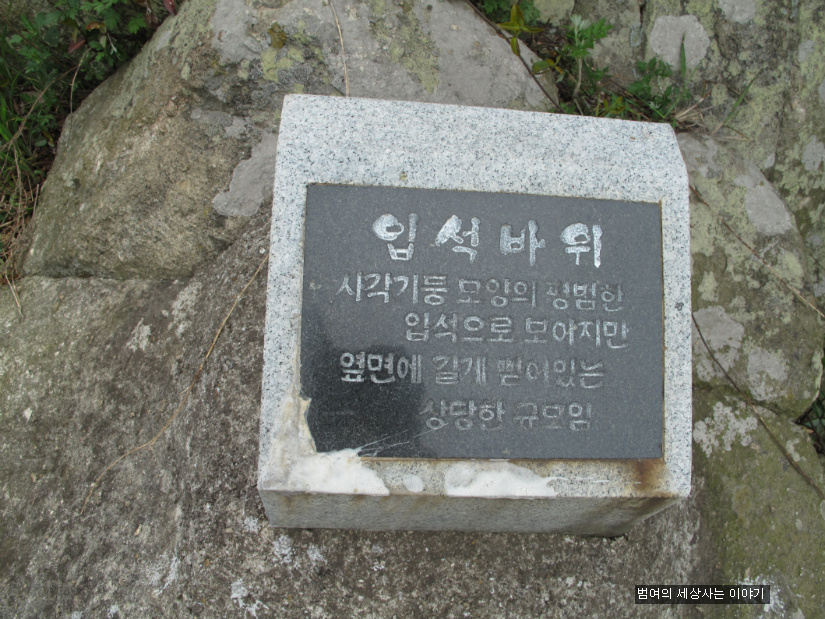 입석바위
시각기둥 모양의 평범한
입석으로 보아지만
옆면에 길게 뻗어있는
상당한 규모임
범여의 세상사는 이야기